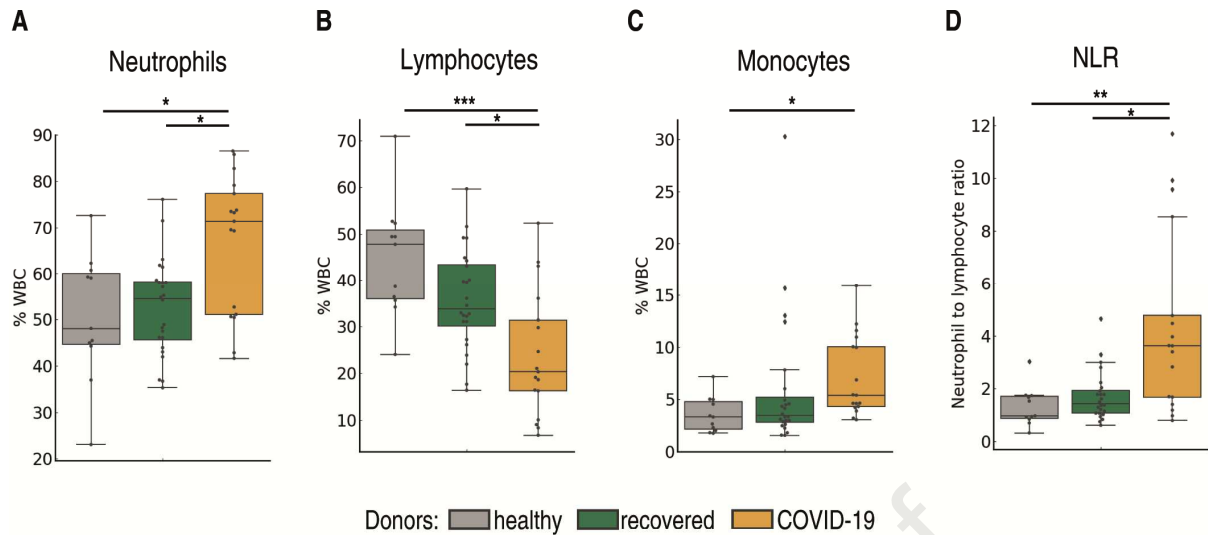 A
B
C
D
Neutrophils
Lymphocytes
Monocytes
NLR
*
*
***
*
*
**
*
% WBC
90
80
70
60
50
40
30
20
% WBC
70
60
50
40
30
20
10
% WBC
30
25
20
15
10
5
0
Neutrophil to lymphocyte ratio
12
10
8
6
4
2
0
Donors: healthy recovered COVID-19
f